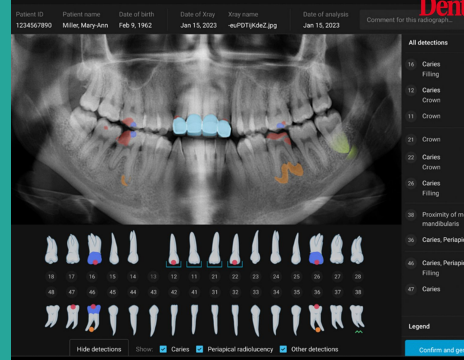 Dent
Patient ID Patient name Date of birth Date of Xray Xray name Date of analysis
1234567890 Miller, Mary-Ann Feb 9, 1962 Jan 15, 2023 -euPDTijKdeZ.jpg Jan 15, 2023
Comment for this radiograph..
All detections
16 Caries
Filling
12 Caries
Crown
11 Crown
21 Crown
22 Caries
Crown
26 Caries
Filling
38 Proximity of m
mandibularis
36 Caries, Periapic
46 Caries, Periapic
Filling
47 Caries
18 17 16 15 14 13 12 11 21 22 23 24 25 26 27 28
48 47 46 45 44 43 42 41 31 32 33 34 35 36 37 38
Legend
Hide detections Show: Caries Periapical radiolucency Other detections
Confirm and gen